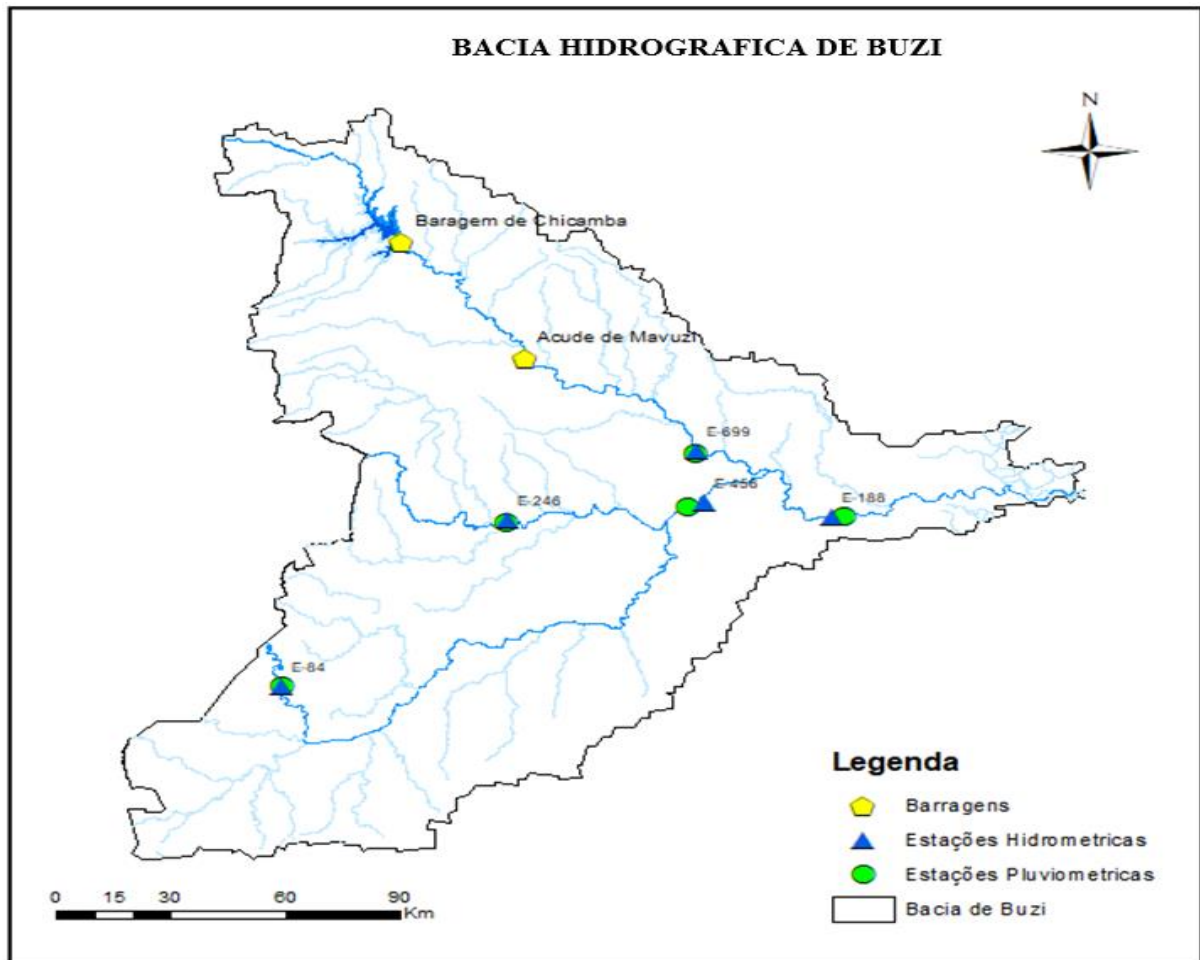 BACIA HIDROGRAFICA DE BUZI
N
Baragem de Chicamba
Acude de Mavuzi
E-699
E-456
E-246
E-188
E-84
Legenda
Barragens
Estações Hidrometricas
Estações Pluviometricas
Bacia de Buzi
0 15 30 60 90
Km